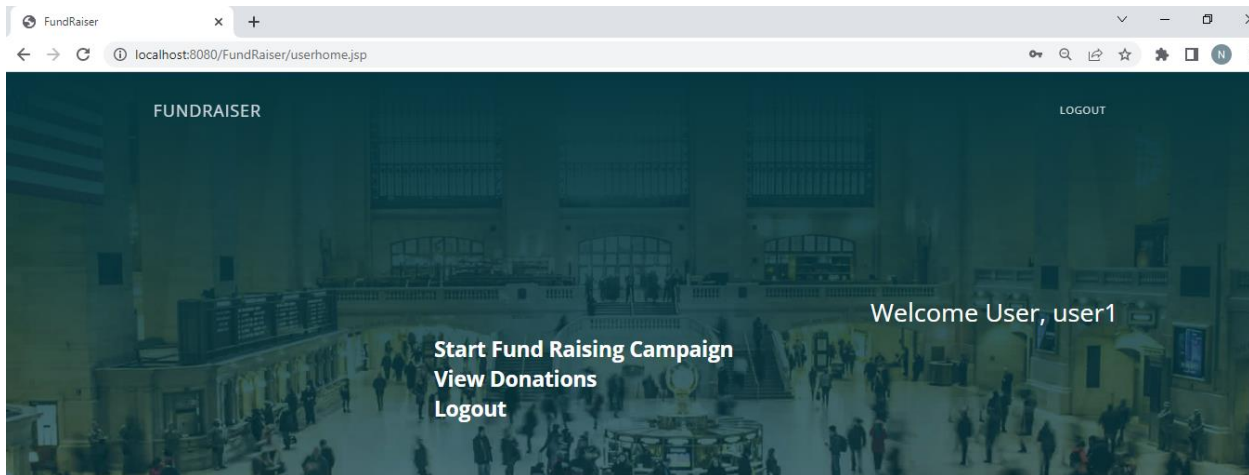 FundRaiser
localhost:8080/FundRaiser/userhome.jsp
N
FUNDRAISER
LOGOUT
Welcome User, user1
Start Fund Raising Campaign
View Donations
Logout